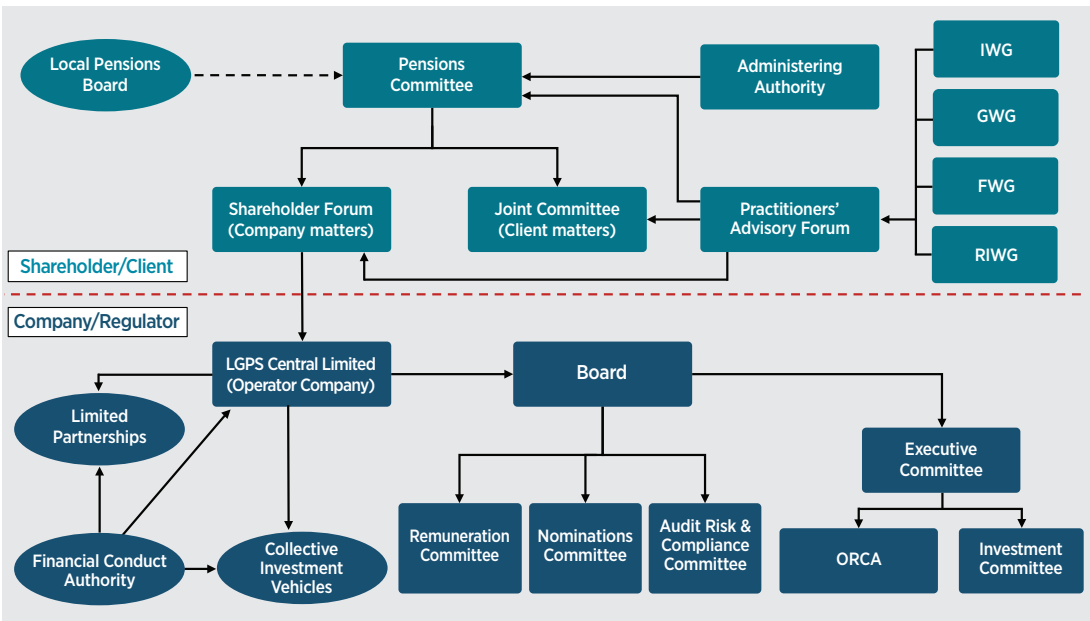 Local Pensions
Board
Pensions
Committee
Administering
Authority
IWG
GWG
FWG
RIWG
Shareholder Forum
(Company matters)
Joint Committee
(Client matters)
Practitioners’
Advisory Forum
Shareholder/Client
Company/Regulator
LGPS Central Limited
(Operator Company)
Board
Limited
Partnerships
Executive
Committee
Financial Conduct
Authority
Collective
Investment
Vehicles
Remuneration
Committee
Nominations
Committee
Audit Risk &
Compliance
Committee
ORCA
Investment
Committee